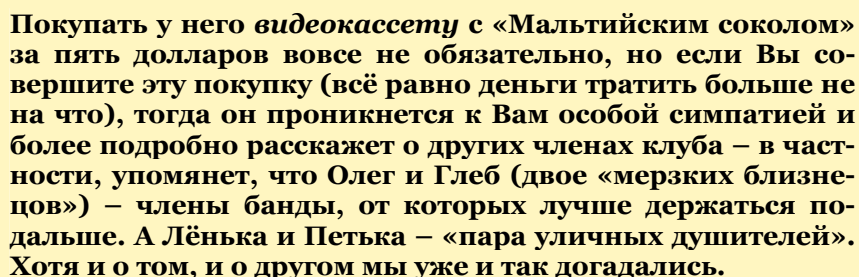 Покупать у него видеокассету с «Мальтийским соколом»
за пять долларов вовсе не обязательно, но если Вы со-
вершите эту покупку (всё равно деньги тратить больше не
на что), тогда он проникнется к Вам особой симпатией и
более подробно расскажет о других членах клуба – в част-
ности, упомянет, что Олег и Глеб (двое «мерзких близне-
цов») – члены банды, от которых лучше держаться по-
дальше. А Лёнька и Петька – «пара уличных душителей».
Хотя и о том, и о другом мы уже и так догадались.